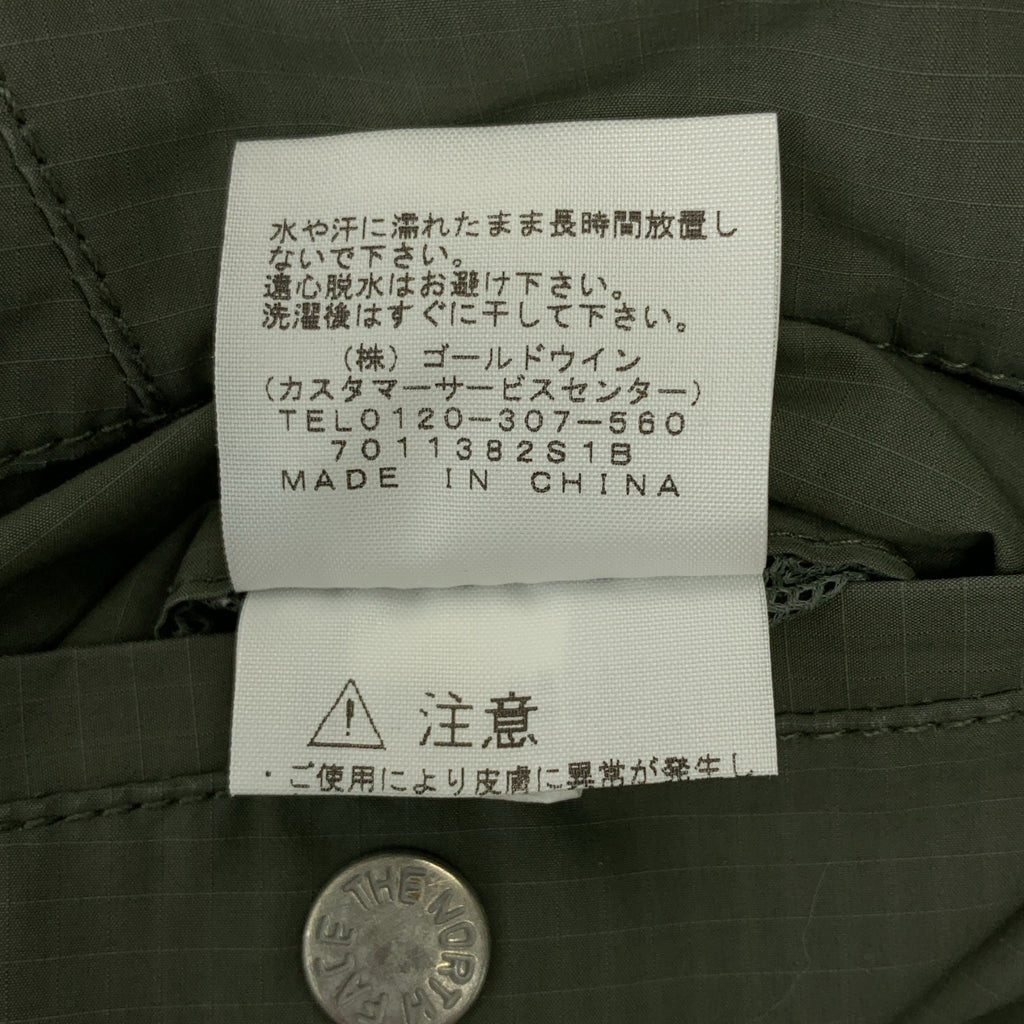 水や汗に濡れたまま長時間放置し
ないで下さい。
遠心脱水はお避け下さい。
洗濯後はすぐに干して下さい。
(株)ゴールドウイン
(カスタマーサービスセンター)
TEL0120-307-560
7011382S1B
MADE IN CHINA
注意
・ご使用により皮膚に異常が発生し
THE NORTH FACE